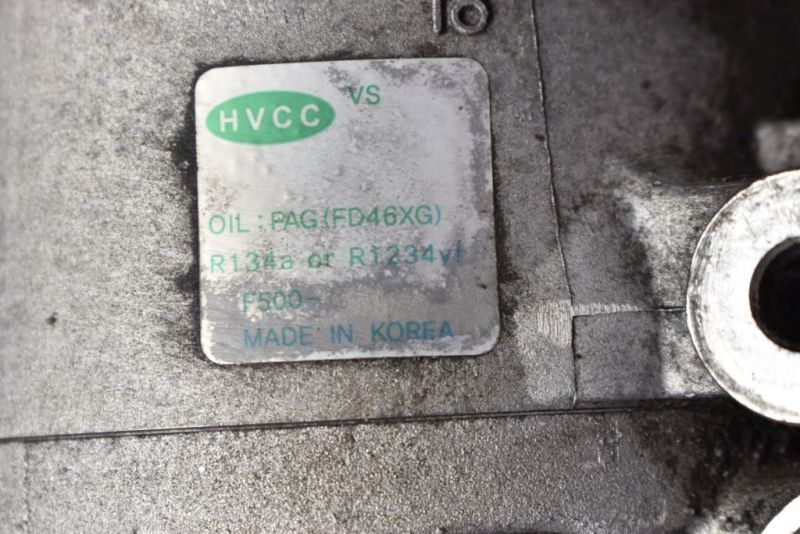 HVCC VS
OIL : PAG(FD46XG)
R134a or R1234yf
F500-
MADE IN KOREA